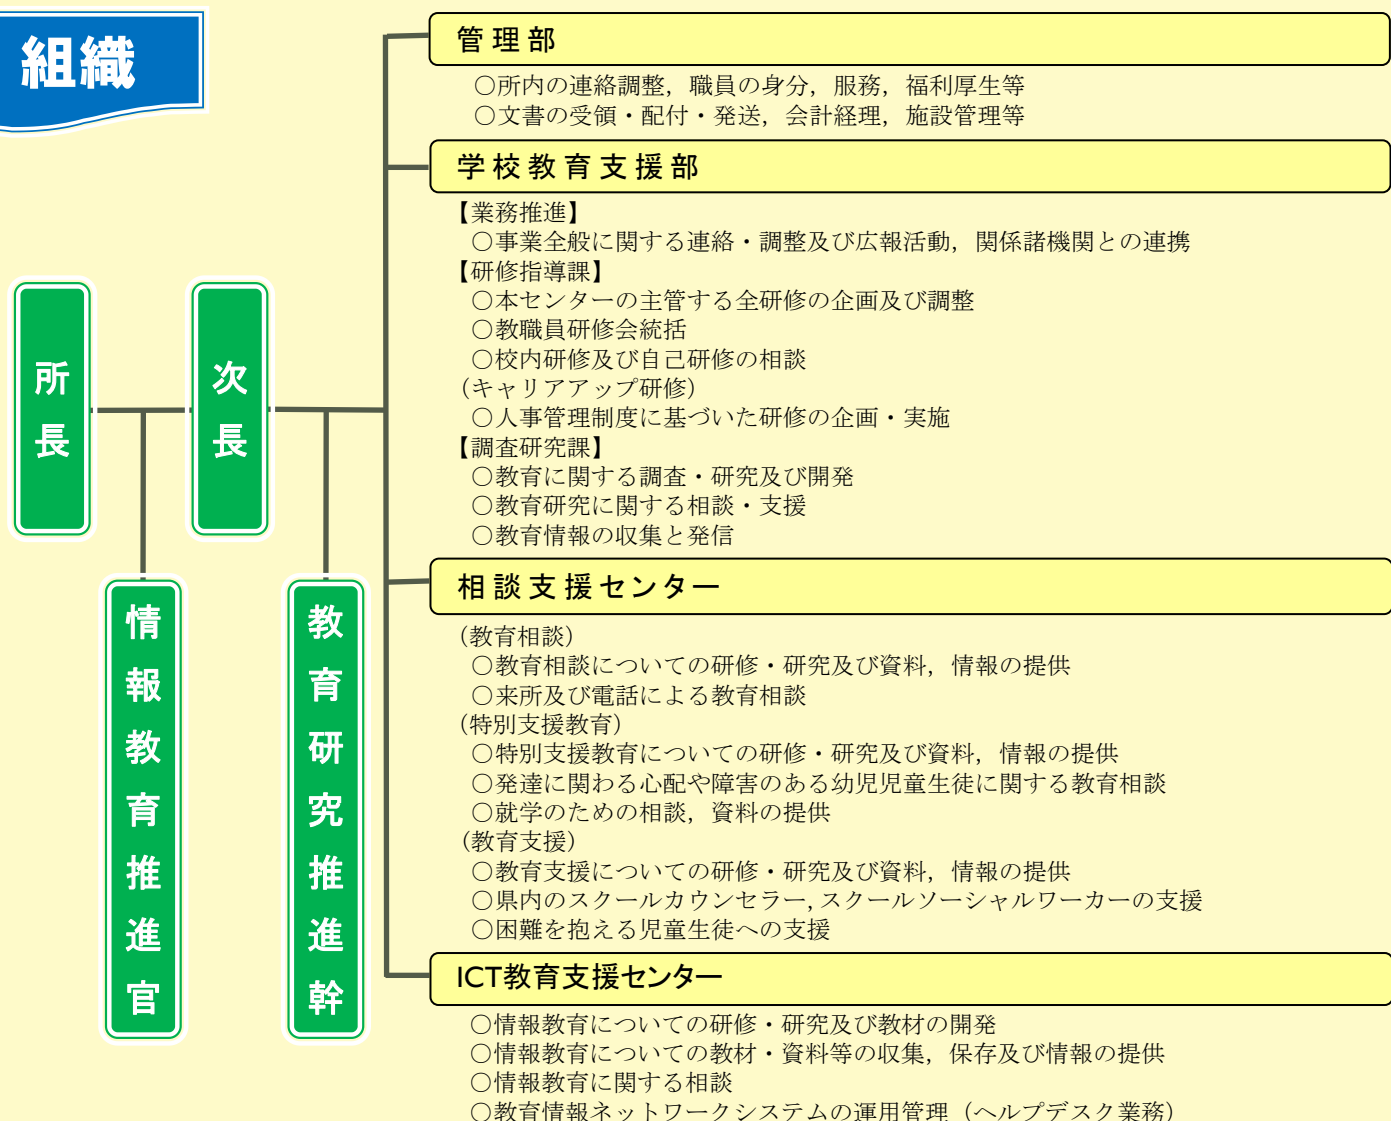 組織
所長
次長
情報教育推進官
教育研究推進幹
管理部
○所内の連絡調整，職員の身分，服務，福利厚生等
○文書の受領・配付・発送，会計経理，施設管理等
学校教育支援部
【業務推進】
○事業全般に関する連絡・調整及び広報活動，関係諸機関との連携
【研修指導課】
○本センターの主管する全研修の企画及び調整
○教職員研修会統括
○校内研修及び自己研修の相談
（キャリアアップ研修）
○人事管理制度に基づいた研修の企画・実施
【調査研究課】
○教育に関する調査・研究及び開発
○教育研究に関する相談・支援
○教育情報の収集と発信
相談支援センター
（教育相談）
○教育相談についての研修・研究及び資料，情報の提供
○来所及び電話による教育相談
（特別支援教育）
○特別支援教育についての研修・研究及び資料，情報の提供
○発達に関わる心配や障害のある幼児児童生徒に関する教育相談
○就学のための相談，資料の提供
（教育支援）
○教育支援についての研修・研究及び資料，情報の提供
○県内のスクールカウンセラー，スクールソーシャルワーカーの支援
○困難を抱える児童生徒への支援
ICT教育支援センター
○情報教育についての研修・研究及び教材の開発
○情報教育についての教材・資料等の収集，保存及び情報の提供
○情報教育に関する相談
○教育情報ネットワークシステムの運用管理（ヘルプデスク業務）